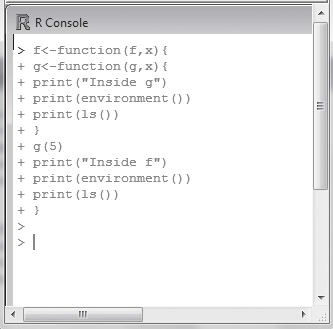 R Console
> f<-function(f,x){
+ g<-function(g,x){
+ print("Inside g")
+ print(environment())
+ print(ls())
+ }
+ g(5)
+ print("Inside f")
+ print(environment())
+ print(ls())
+ }
>
>